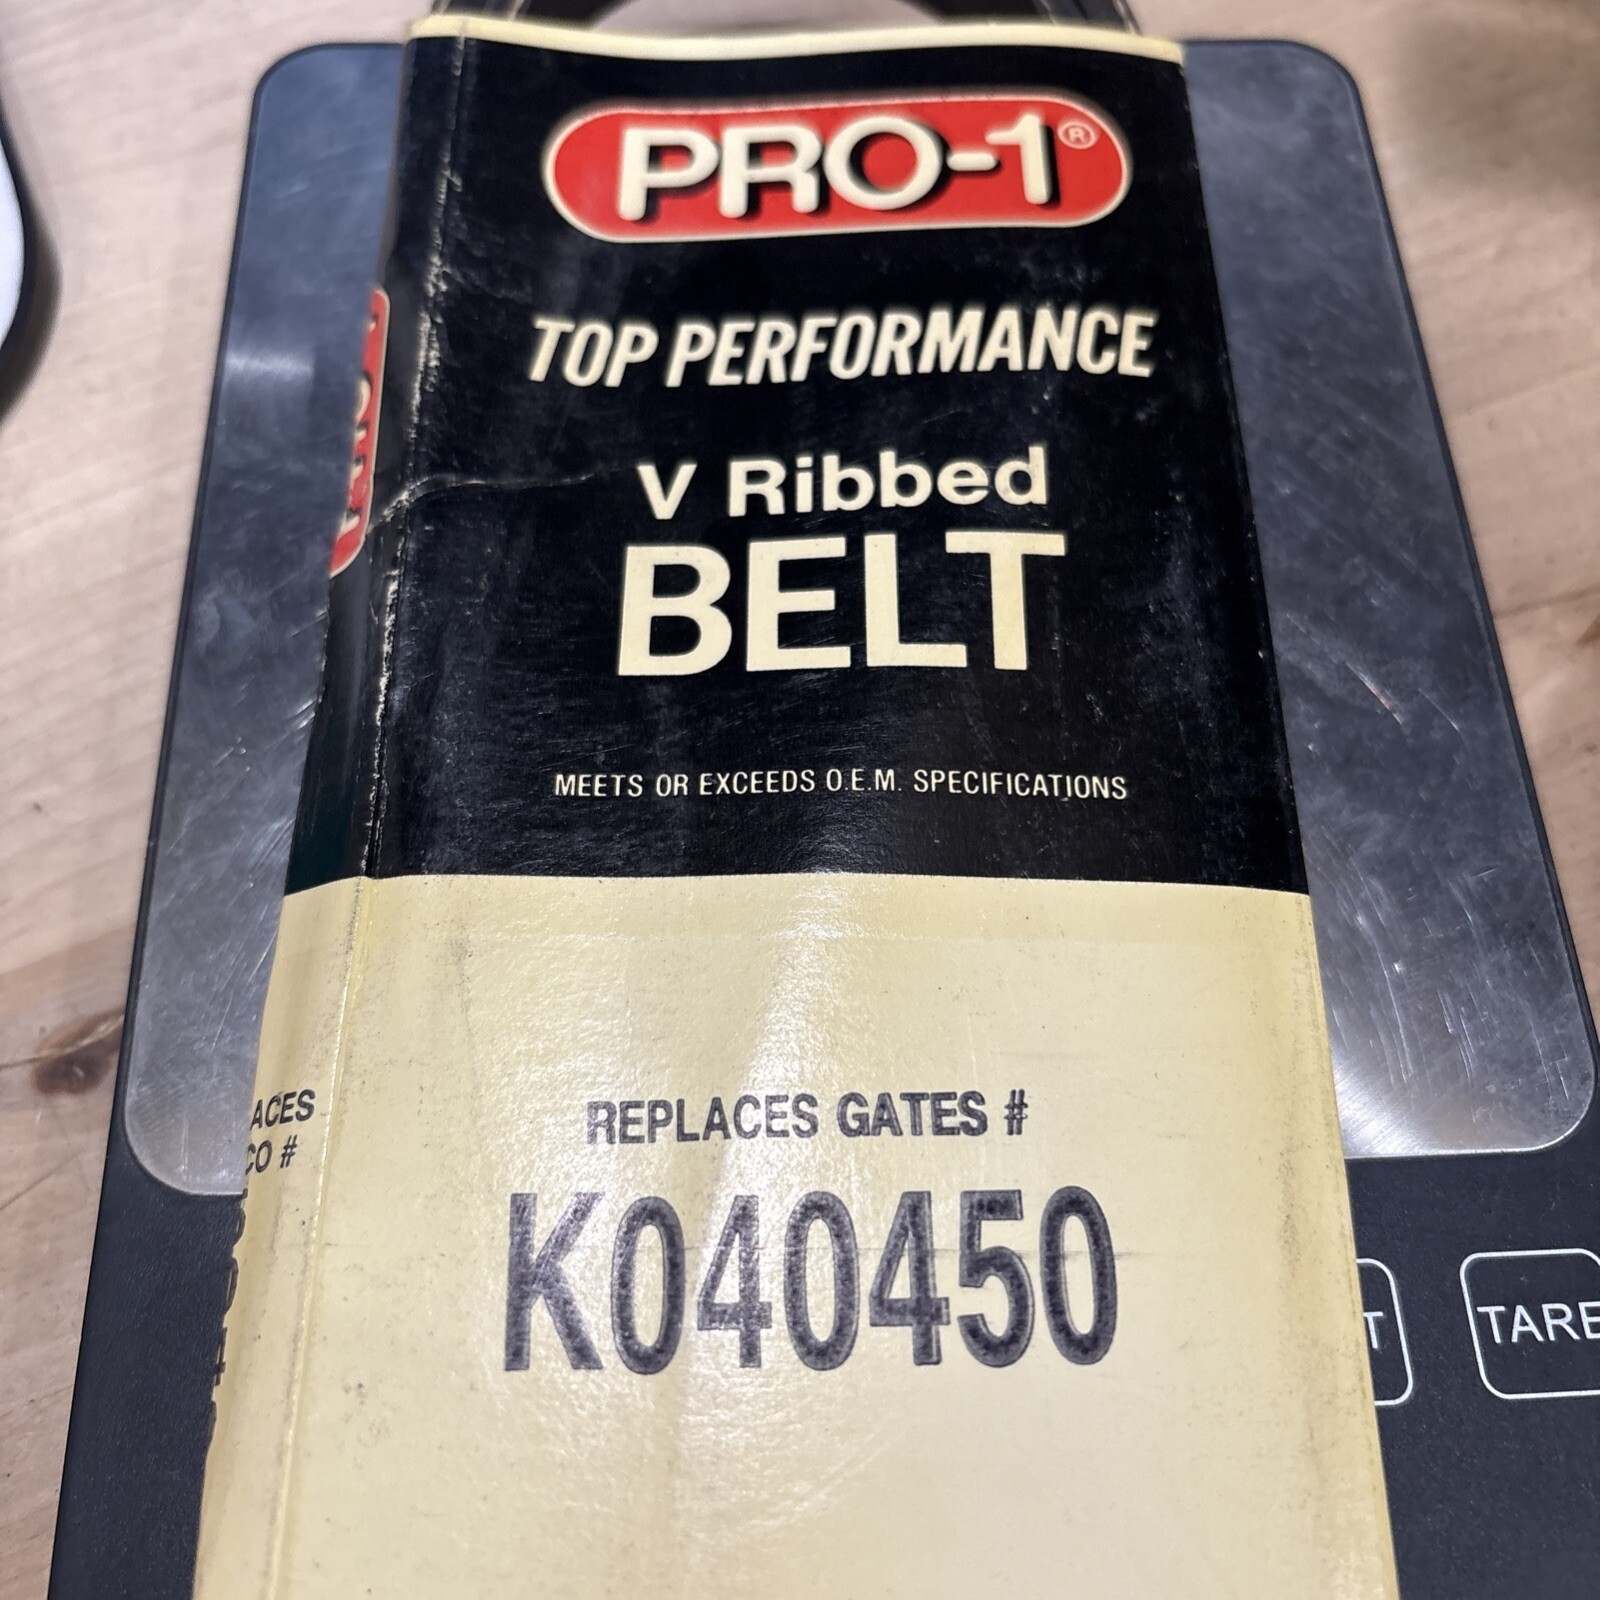 PRO-1®
TOP PERFORMANCE
V Ribbed
BELT
MEETS OR EXCEEDS O.E.M. SPECIFICATIONS
REPLACES GATES #
K040450
ACES
CO #
T
TARE